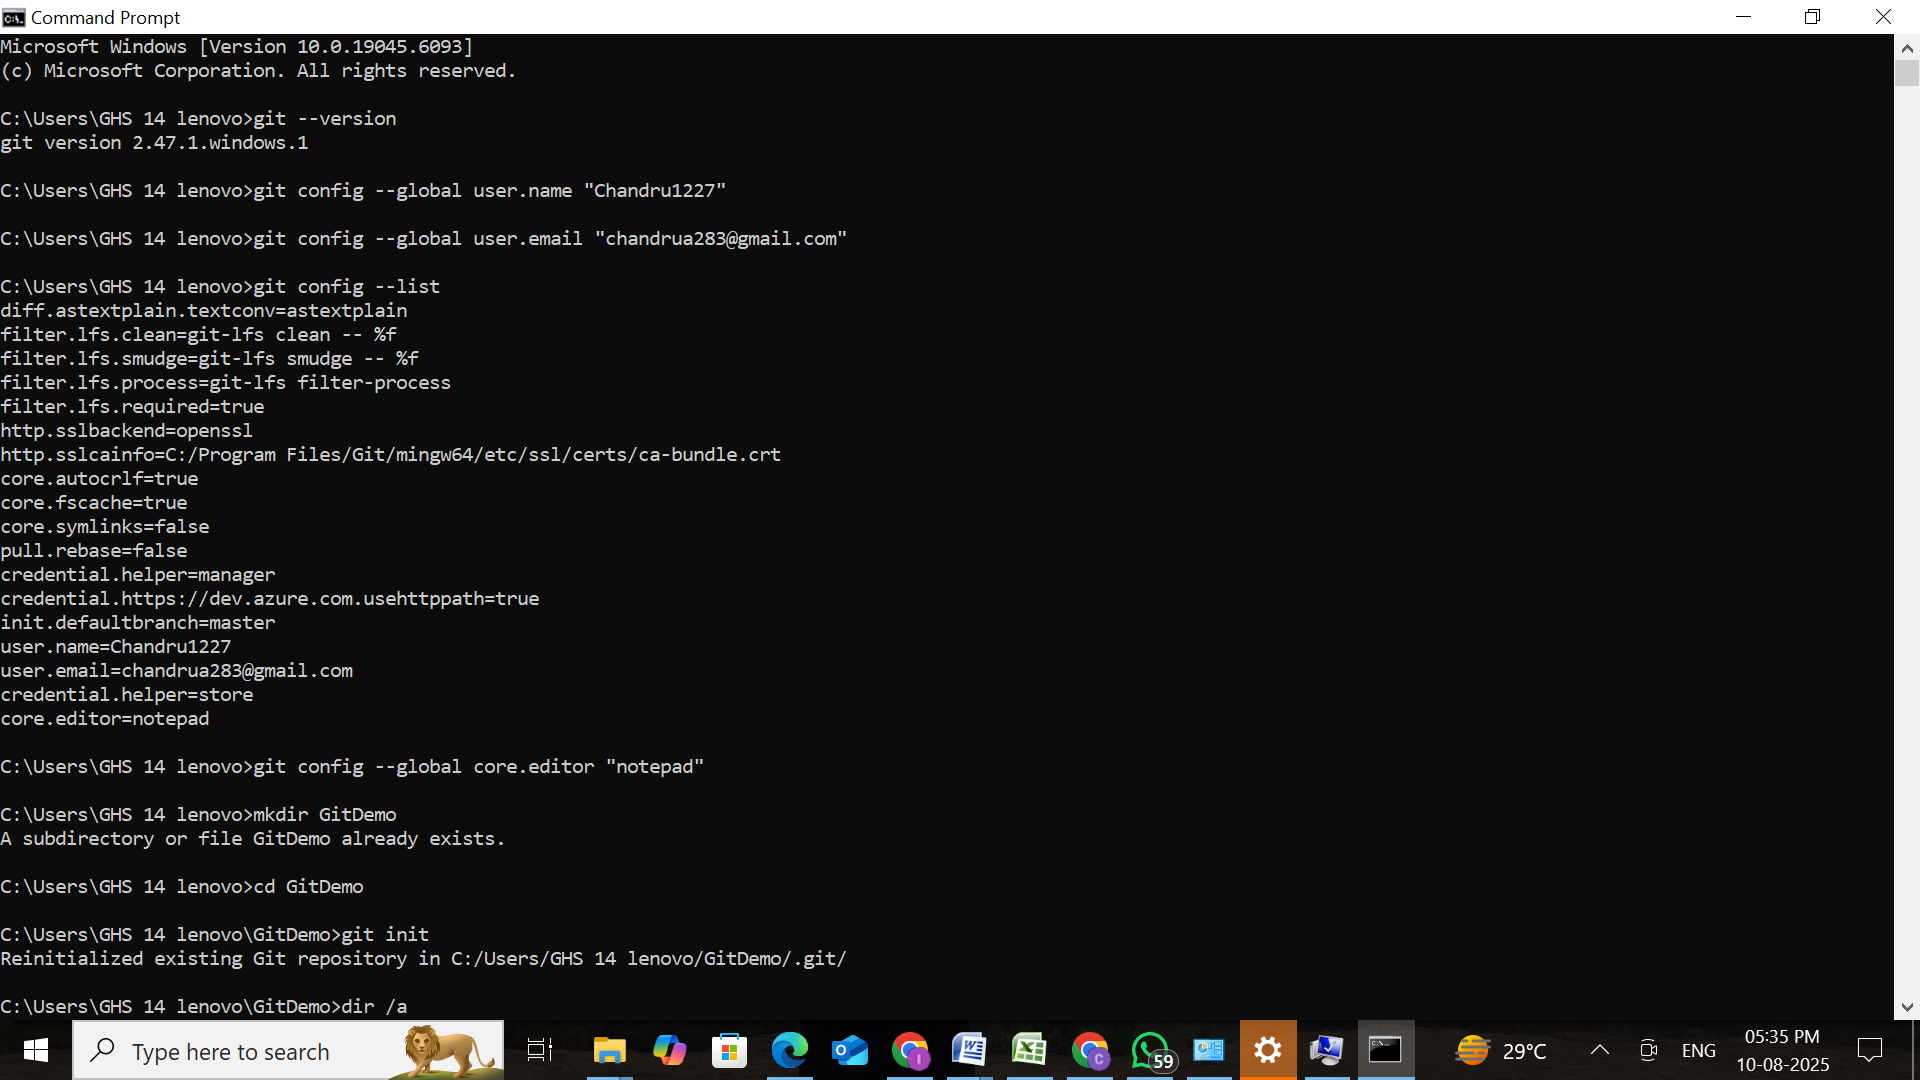 Command Prompt
Microsoft Windows [Version 10.0.19045.6093]
(c) Microsoft Corporation. All rights reserved.
C:\Users\GHS 14 lenovo>git --version
git version 2.47.1.windows.1
C:\Users\GHS 14 lenovo>git config --global user.name "Chandru1227"
C:\Users\GHS 14 lenovo>git config --global user.email "chandrua283@gmail.com"
C:\Users\GHS 14 lenovo>git config --list
diff.astextplain.textconv=astextplain
filter.lfs.clean=git-lfs clean -- %f
filter.lfs.smudge=git-lfs smudge -- %f
filter.lfs.process=git-lfs filter-process
filter.lfs.required=true
http.sslbackend=openssl
http.sslcainfo=C:/Program Files/Git/mingw64/etc/ssl/certs/ca-bundle.crt
core.autocrlf=true
core.fscache=true
core.symlinks=false
pull.rebase=false
credential.helper=manager
credential.https://dev.azure.com.usehttppath=true
init.defaultbranch=master
user.name=Chandru1227
user.email=chandrua283@gmail.com
credential.helper=store
core.editor=notepad
C:\Users\GHS 14 lenovo>git config --global core.editor "notepad"
C:\Users\GHS 14 lenovo>mkdir GitDemo
A subdirectory or file GitDemo already exists.
C:\Users\GHS 14 lenovo>cd GitDemo
C:\Users\GHS 14 lenovo\GitDemo>git init
Reinitialized existing Git repository in C:/Users/GHS 14 lenovo/GitDemo/.git/
C:\Users\GHS 14 lenovo\GitDemo>dir /a
Type here to search
59
29°C
ENG
05:35 PM
10-08-2025